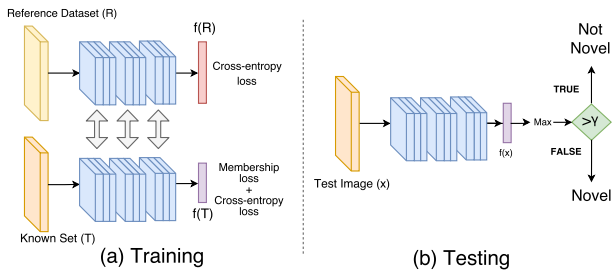 Reference Dataset (R)
f(R)
Cross-entropy
loss
Membership
loss
+
Cross-entropy
loss
f(T)
Known Set (T)
(a) Training
Not
Novel
TRUE
Max
>γ
f(x)
FALSE
Test Image (x)
Novel
(b) Testing